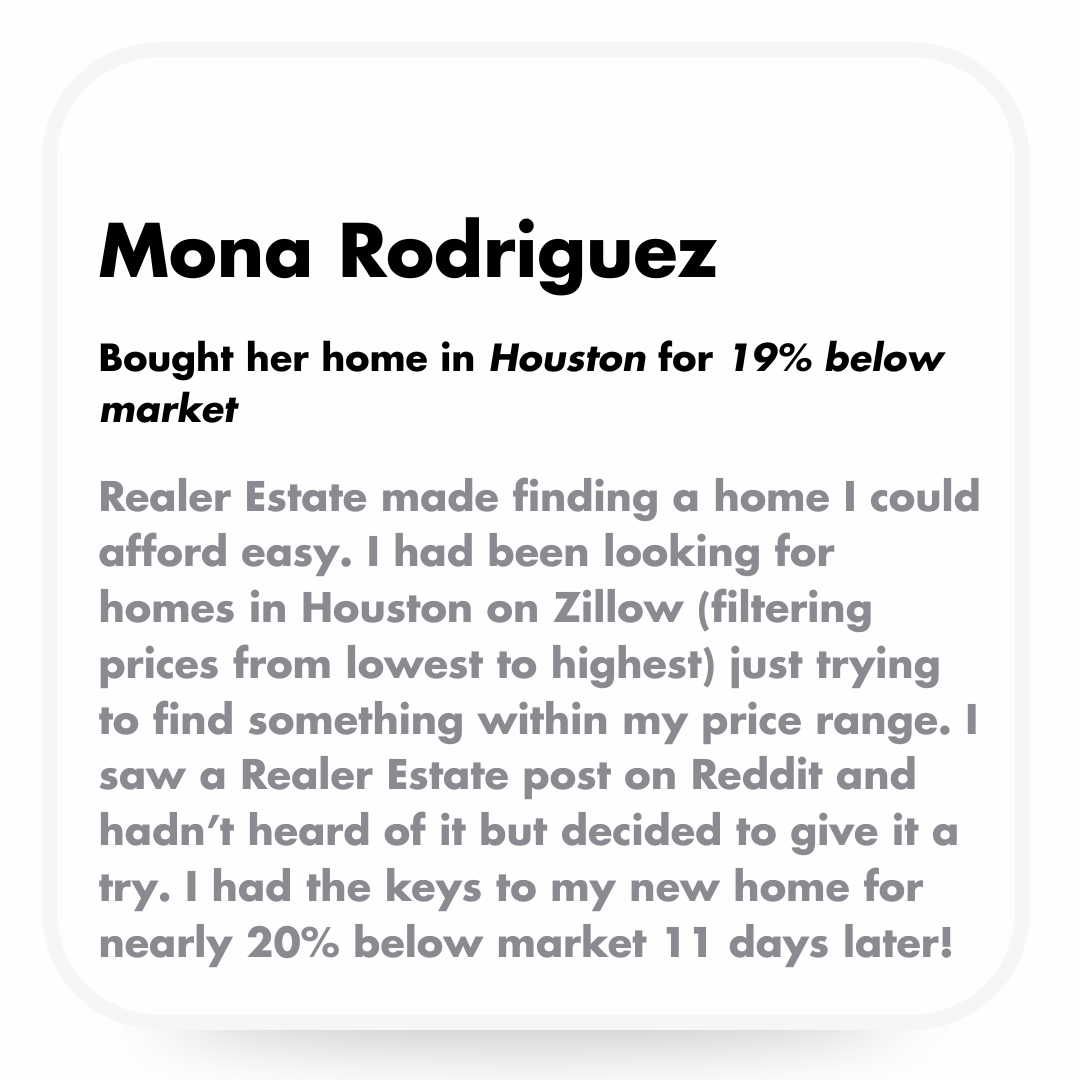 Mona Rodriguez
Bought her home in Houston for 19% below
market
Realer Estate made finding a home I could
afford easy. I had been looking for
homes in Houston on Zillow (filtering
prices from lowest to highest) just trying
to find something within my price range. I
saw a Realer Estate post on Reddit and
hadn’t heard of it but decided to give it a
try. I had the keys to my new home for
nearly 20% below market 11 days later!